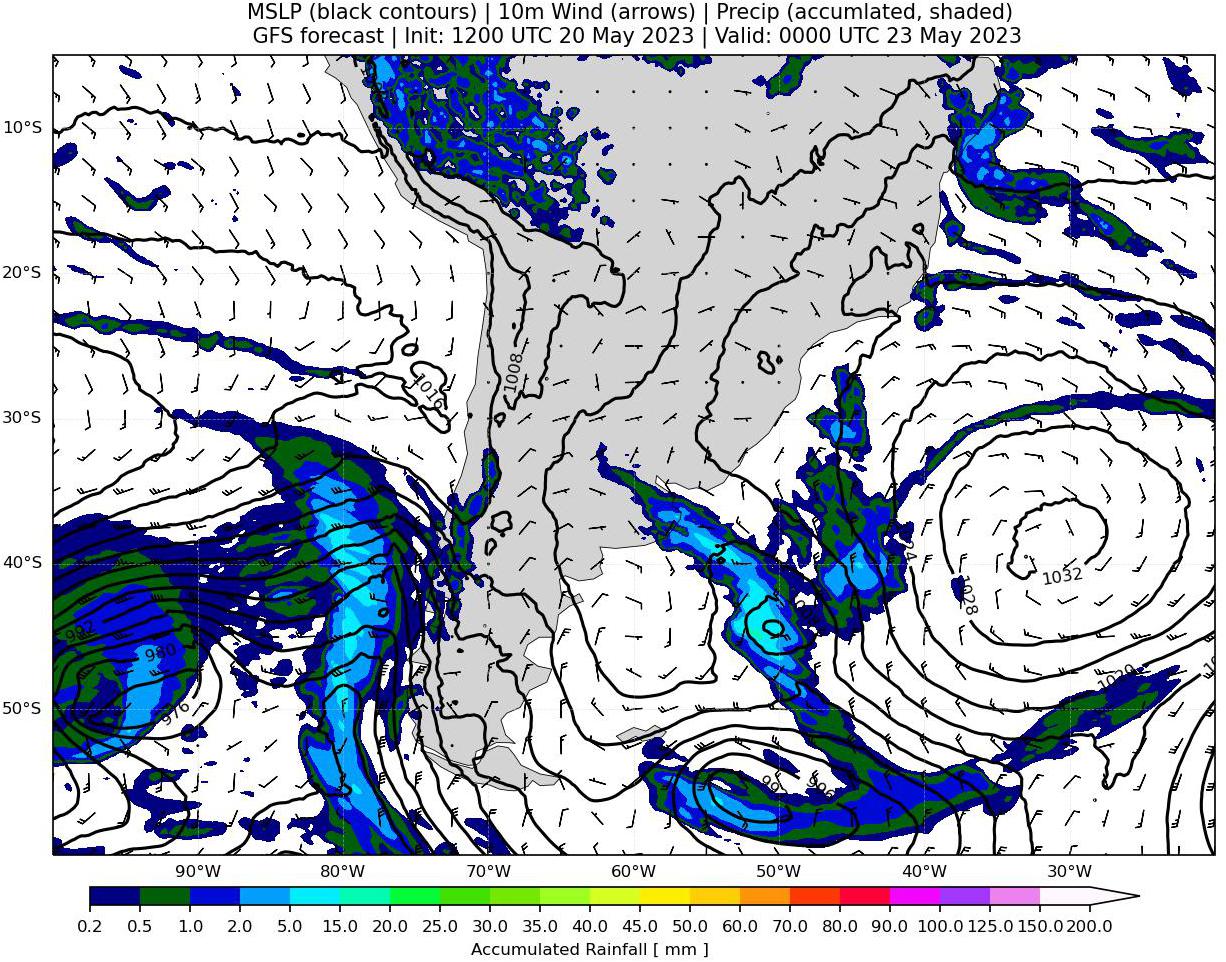 MSLP (black contours) | 10m Wind (arrows) | Precip (accumlated, shaded)
GFS forecast | Init: 1200 UTC 20 May 2023 | Valid: 0000 UTC 23 May 2023
10°S
20°S
1008
1016
30°S
40°S
1032
1028
992
980
1020
976
50°S
996
90°W 80°W 70°W 60°W 50°W 40°W 30°W
0.2 0.5 1.0 2.0 5.0 10.0 15.0 20.0 25.0 30.0 35.0 40.0 45.0 50.0 60.0 70.0 80.0 90.0 100.0 125.0 150.0 200.0
Accumulated Rainfall [ mm ]